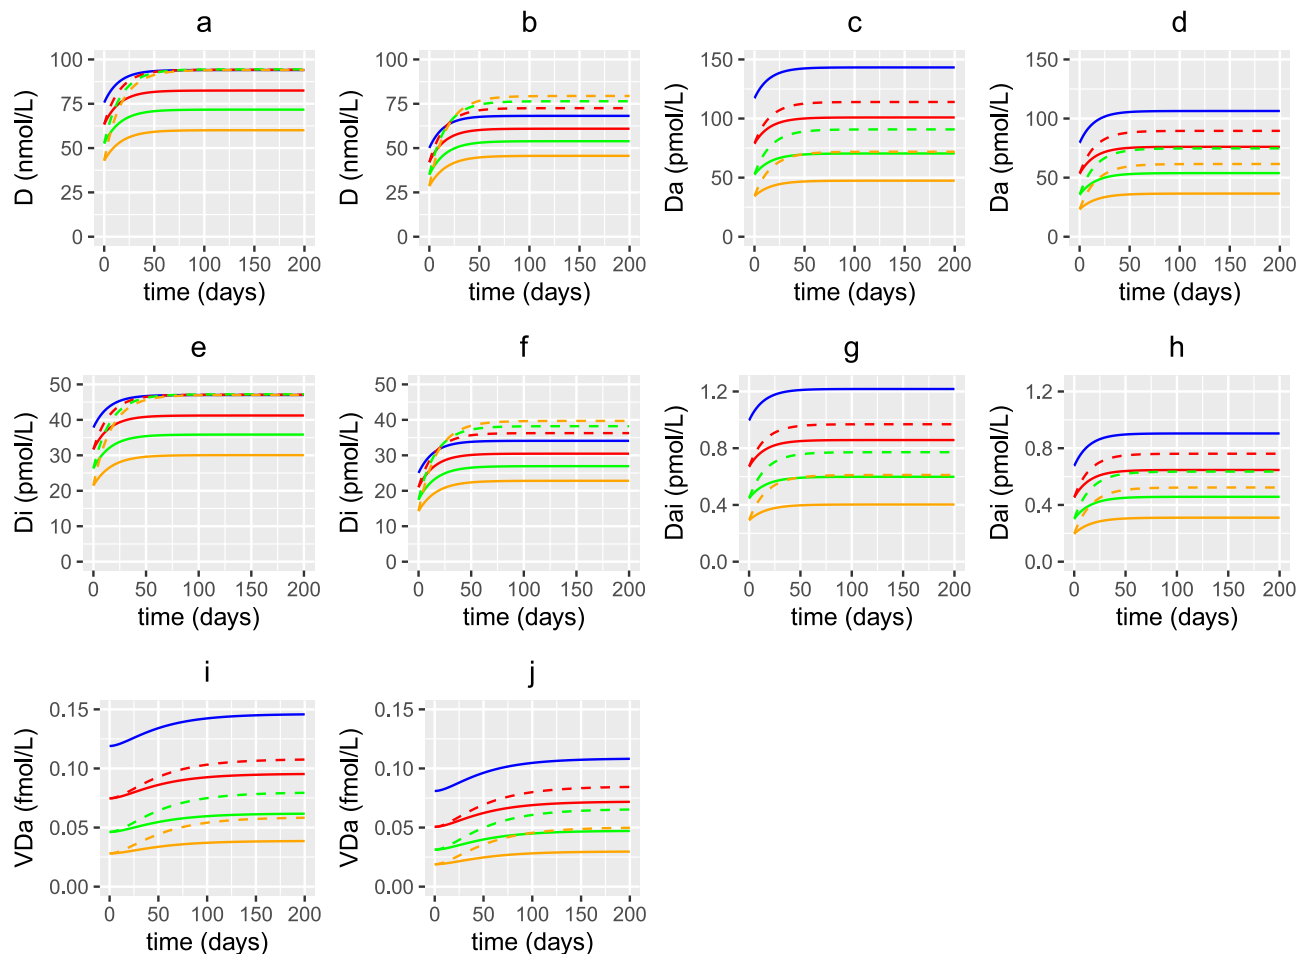 a
b
c
d
D (nmol/L)
100
75
50
25
0
0 50 100 150 200
time (days)
D (nmol/L)
100
75
50
25
0
0 50 100 150 200
time (days)
Da (pmol/L)
150
100
50
0
0 50 100 150 200
time (days)
Da (pmol/L)
150
100
50
0
0 50 100 150 200
time (days)
e
f
g
h
Di (pmol/L)
50
40
30
20
10
0
0 50 100 150 200
time (days)
Di (pmol/L)
50
40
30
20
10
0
0 50 100 150 200
time (days)
Dai (pmol/L)
1.2
0.8
0.4
0.0
0 50 100 150 200
time (days)
Dai (pmol/L)
1.2
0.8
0.4
0.0
0 50 100 150 200
time (days)
i
j
VDa (fmol/L)
0.15
0.10
0.05
0.00
0 50 100 150 200
time (days)
VDa (fmol/L)
0.15
0.10
0.05
0.00
0 50 100 150 200
time (days)